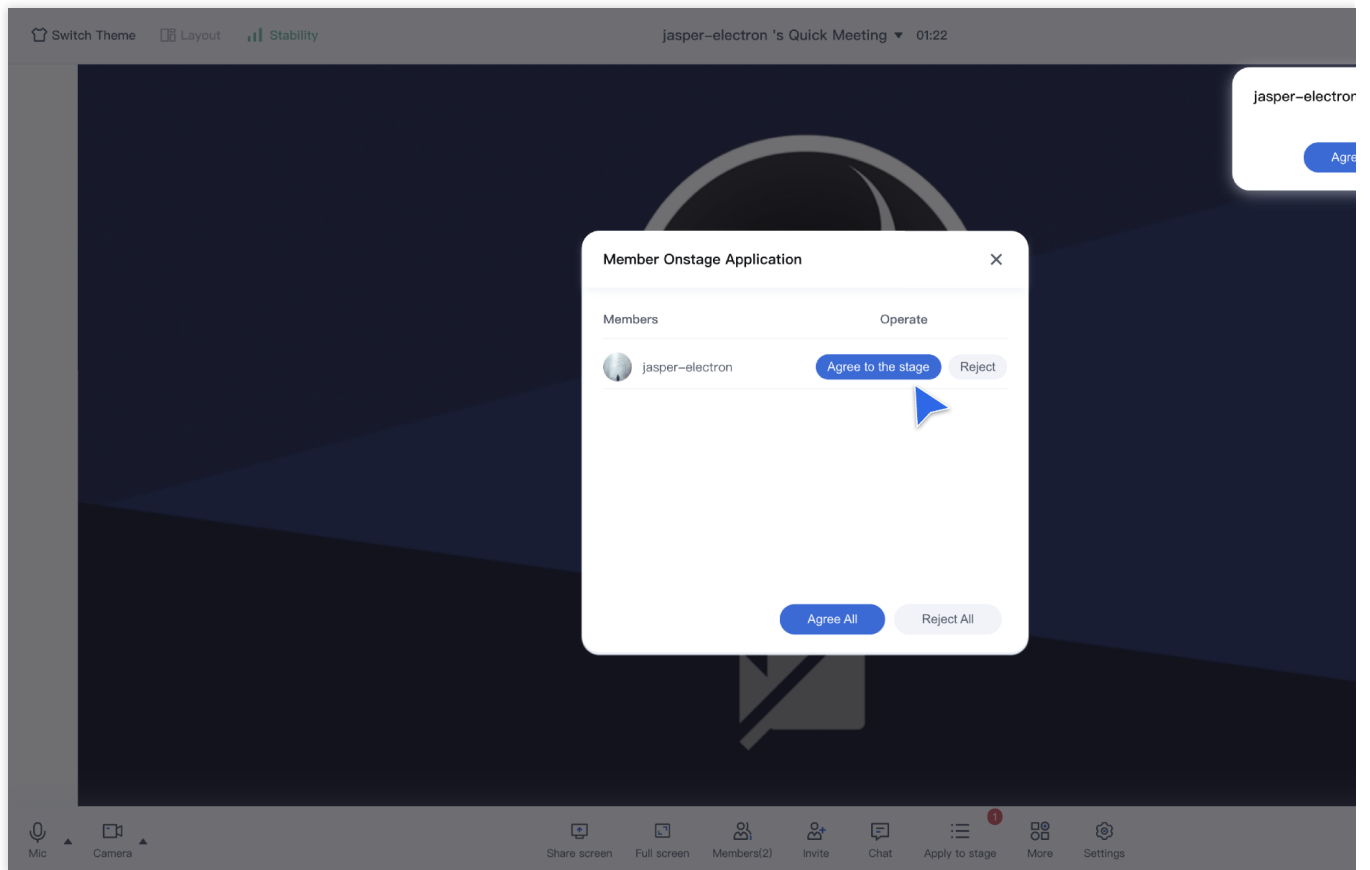 Switch Theme Layout Stability jasper-electron 's Quick Meeting 01:22
jasper-electron
Member Onstage Application
Members Operate
jasper-electron Agree to the stage Reject
Agree All Reject All
1
Mic Camera Share screen Full screen Members(2) Invite Chat Apply to stage More Settings